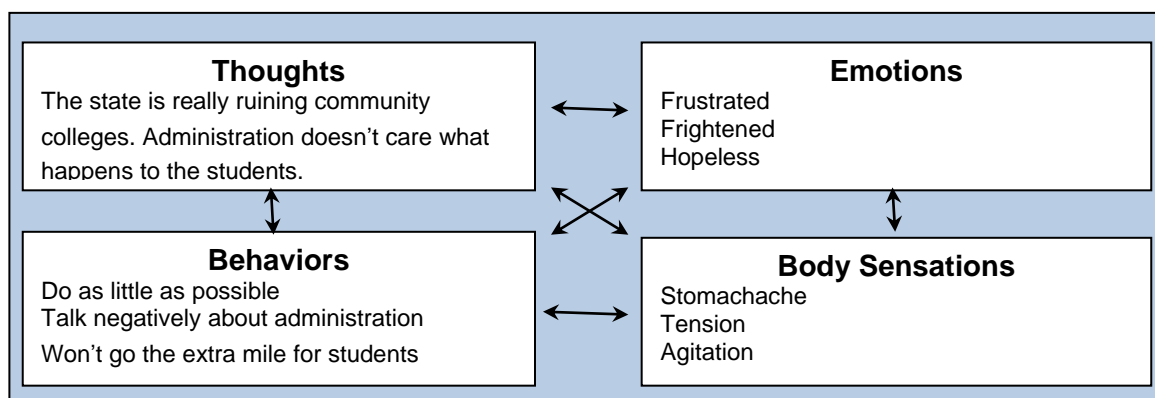 Thoughts
The state is really ruining community
colleges. Administration doesn’t care what
happens to the students.
Emotions
Frustrated
Frightened
Hopeless
Behaviors
Do as little as possible
Talk negatively about administration
Won’t go the extra mile for students
Body Sensations
Stomachache
Tension
Agitation